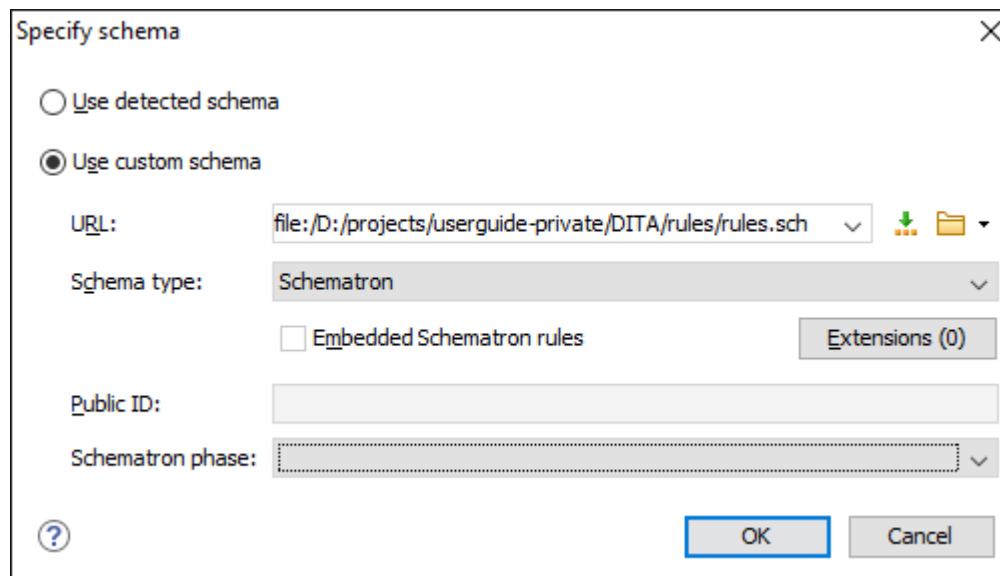 Specify schema
Use detected schema
Use custom schema
URL: file:/D:/projects/userguide-private/DITA/rules/rules.sch
Schema type: Schematron
Embedded Schematron rules Extensions (0)
Public ID:
Schematron phase:
? OK Cancel